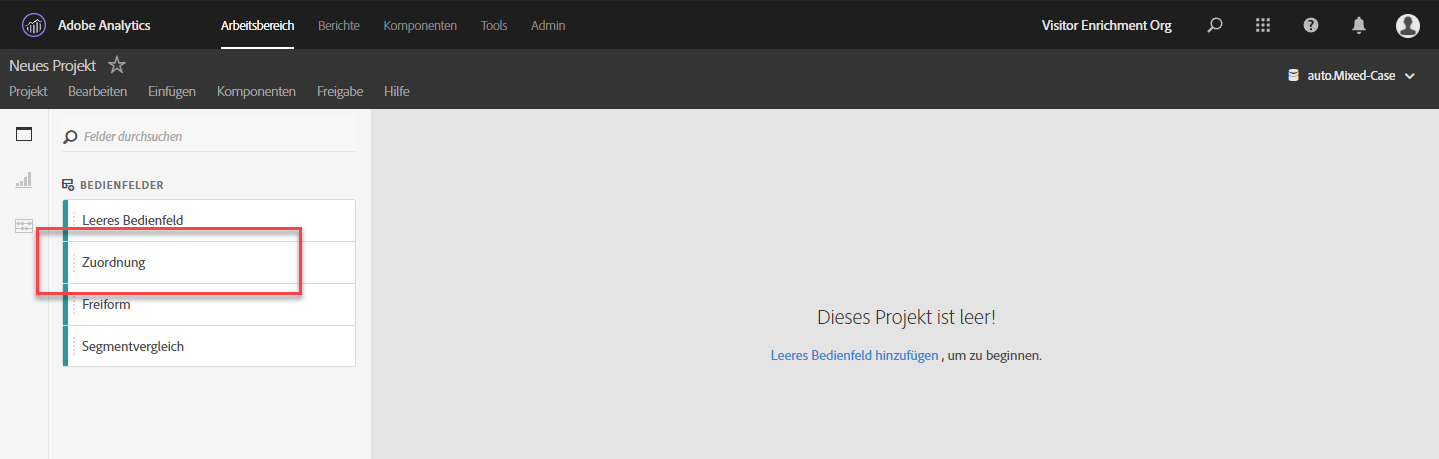 Adobe Analytics Arbeitsbereich Berichte Komponenten Tools Admin Visitor Enrichment Org
Neues Projekt
auto.Mixed-Case
Projekt Bearbeiten Einfügen Komponenten Freigabe Hilfe
Felder durchsuchen
BEDIENFELDER
Leeres Bedienfeld
Zuordnung
Freiform
Segmentvergleich
Dieses Projekt ist leer!
Leeres Bedienfeld hinzufügen , um zu beginnen.